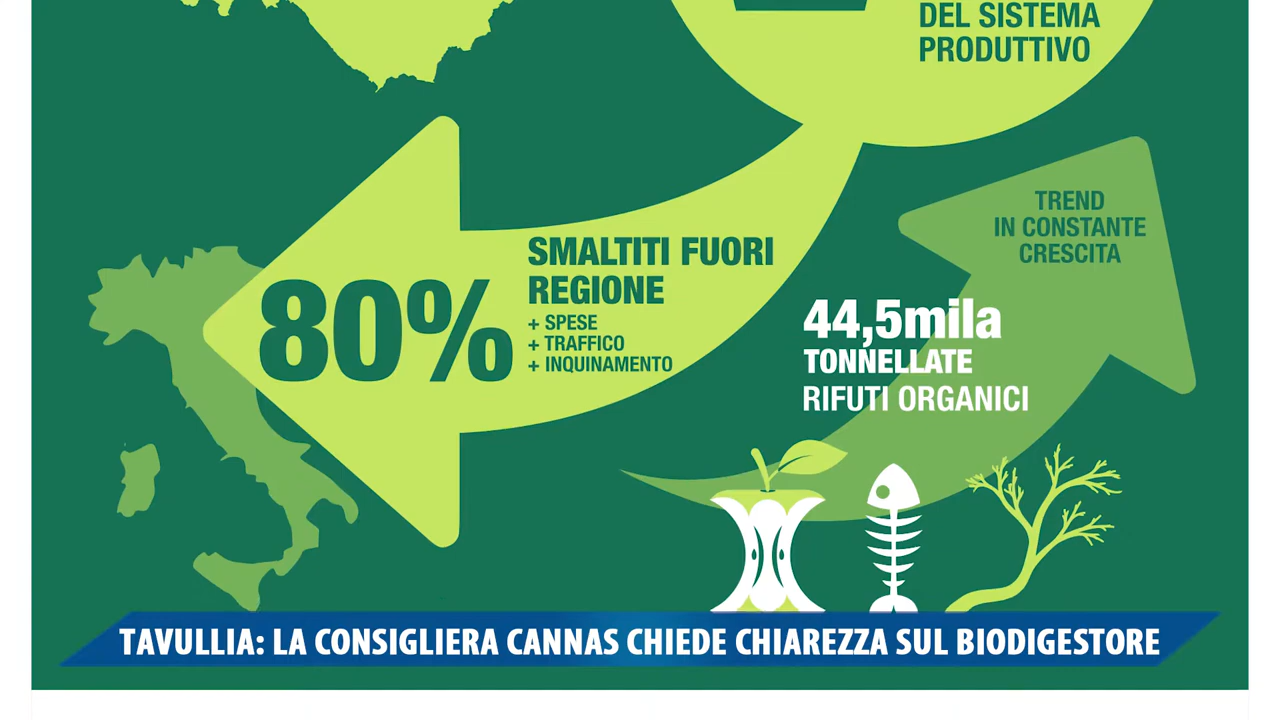 DEL SISTEMA
PRODUTTIVO
TREND
IN CONSTANTE
CRESCITA
80%
SMALTITI FUORI
REGIONE
+ SPESE
+ TRAFFICO
+ INQUINAMENTO
44,5mila
TONNELLATE
RIFUTI ORGANICI
TAVULLIA: LA CONSIGLIERA CANNAS CHIEDE CHIAREZZA SUL BIODIGESTORE